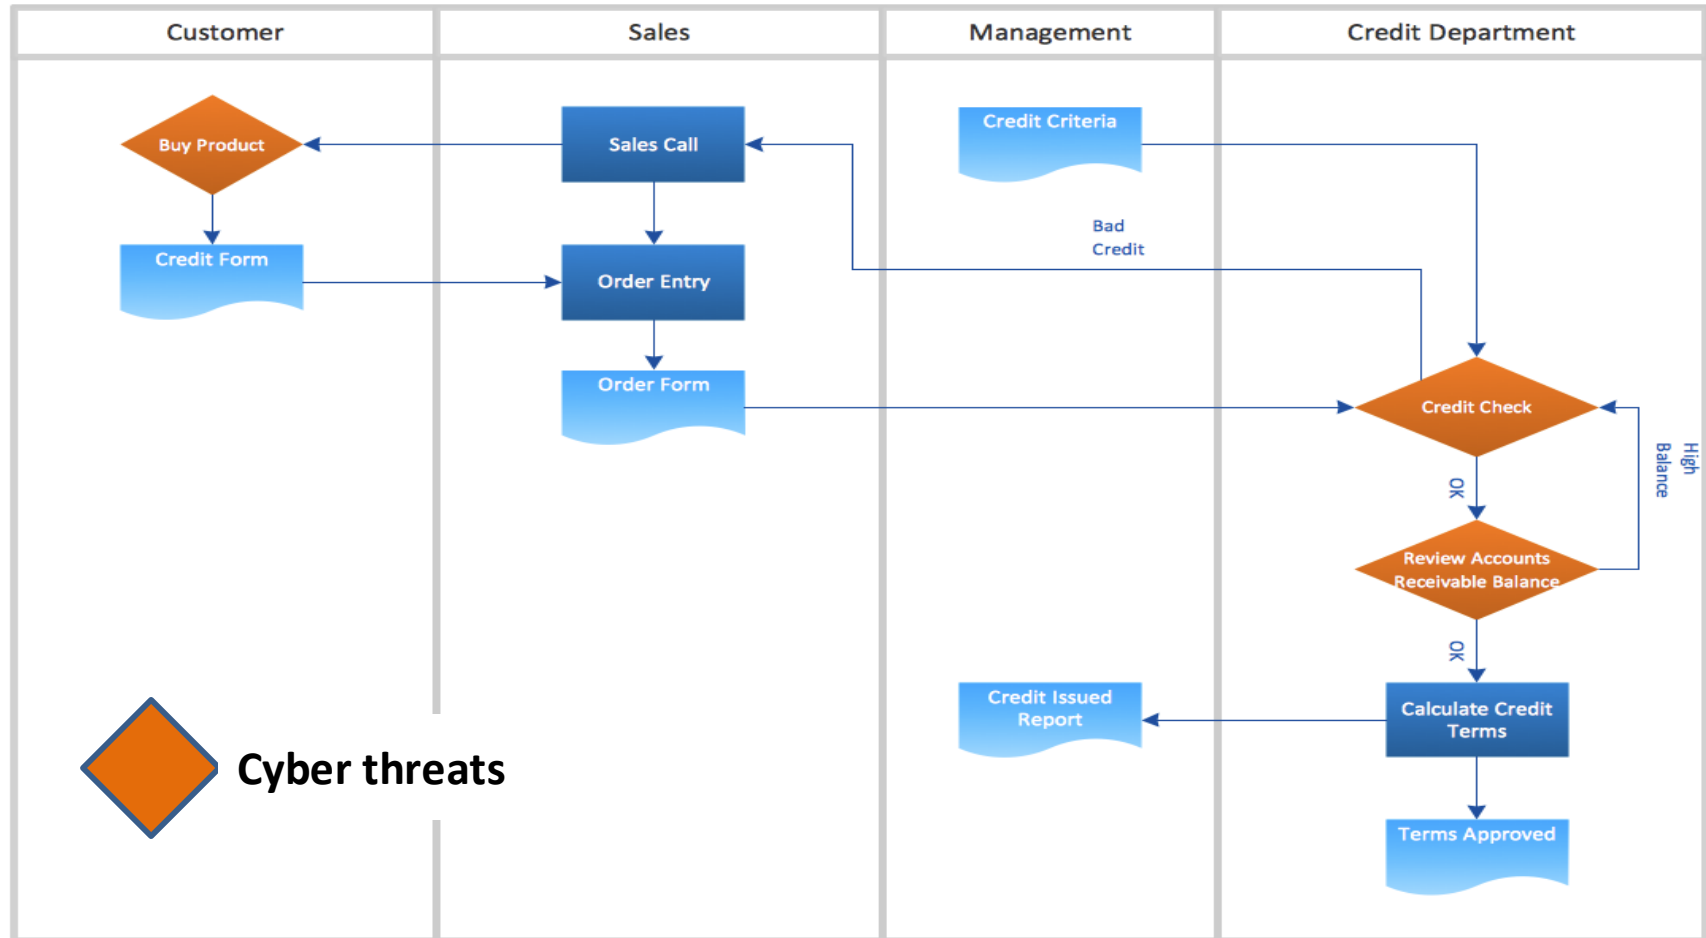 Customer
Sales
Management
Credit Department
Buy Product
Sales Call
Credit Criteria
Bad
Credit
Credit Form
Order Entry
Order Form
Credit Check
High
Balance
OK
Review Accounts
Receivable Balance
OK
Credit Issued
Report
Calculate Credit
Terms
Cyber threats
Terms Approved